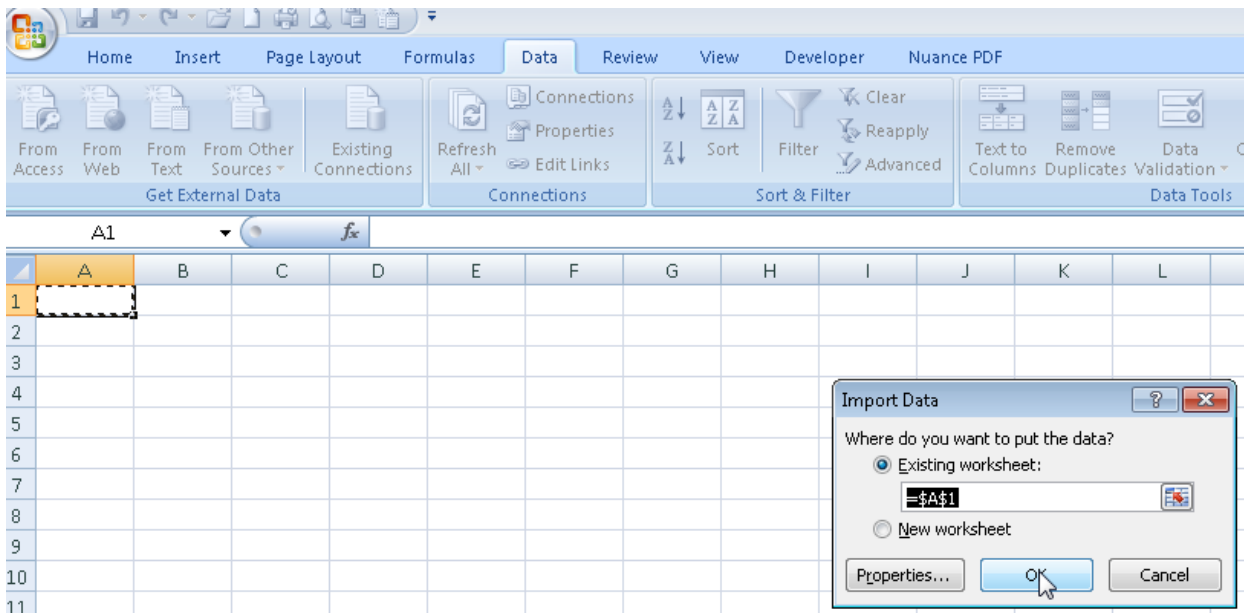 Home Insert Page Layout Formulas Data Review View Developer Nuance PDF
From Access
From Web
From Text
From Other Sources
Existing Connections
Get External Data
Refresh All
Connections
Properties
Edit Links
Connections
A Z
Z A
A Z Z A
Sort
Filter
Clear
Reapply
Advanced
Sort & Filter
Text to Columns
Remove Duplicates
Data Validation
Data Tools
A1 fx
A B C D E F G H I J K L
1
2
3
4
5
6
7
8
9
10
11
Import Data ?
Where do you want to put the data?
Existing worksheet:
=$A$1
New worksheet
Properties... OK Cancel